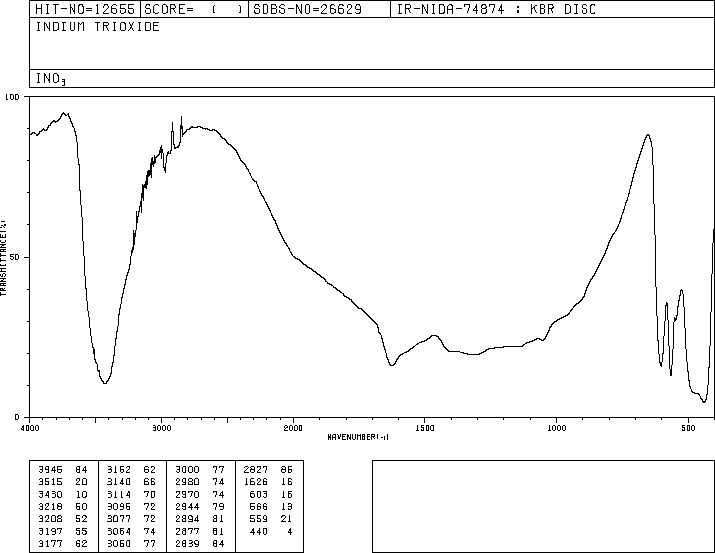 HIT-NO=12655 SCORE= ( ) SDBS-NO=26629 IR-NIDA-74874 : KBR DISC
INDIUM TRIOXIDE
INO3
100
50
0
TRANSMITTANCE(%)
4000 3000 2000 1500 1000 500
WAVENUMBER(-1)
3945 84 3162 62 3000 77 2827 86
3515 20 3140 66 2980 74 1626 16
3430 10 3114 70 2970 74 603 16
3218 60 3095 72 2944 79 566 13
3208 52 3077 72 2894 81 559 21
3197 55 3064 74 2877 81 440 4
3177 62 3060 77 2839 84